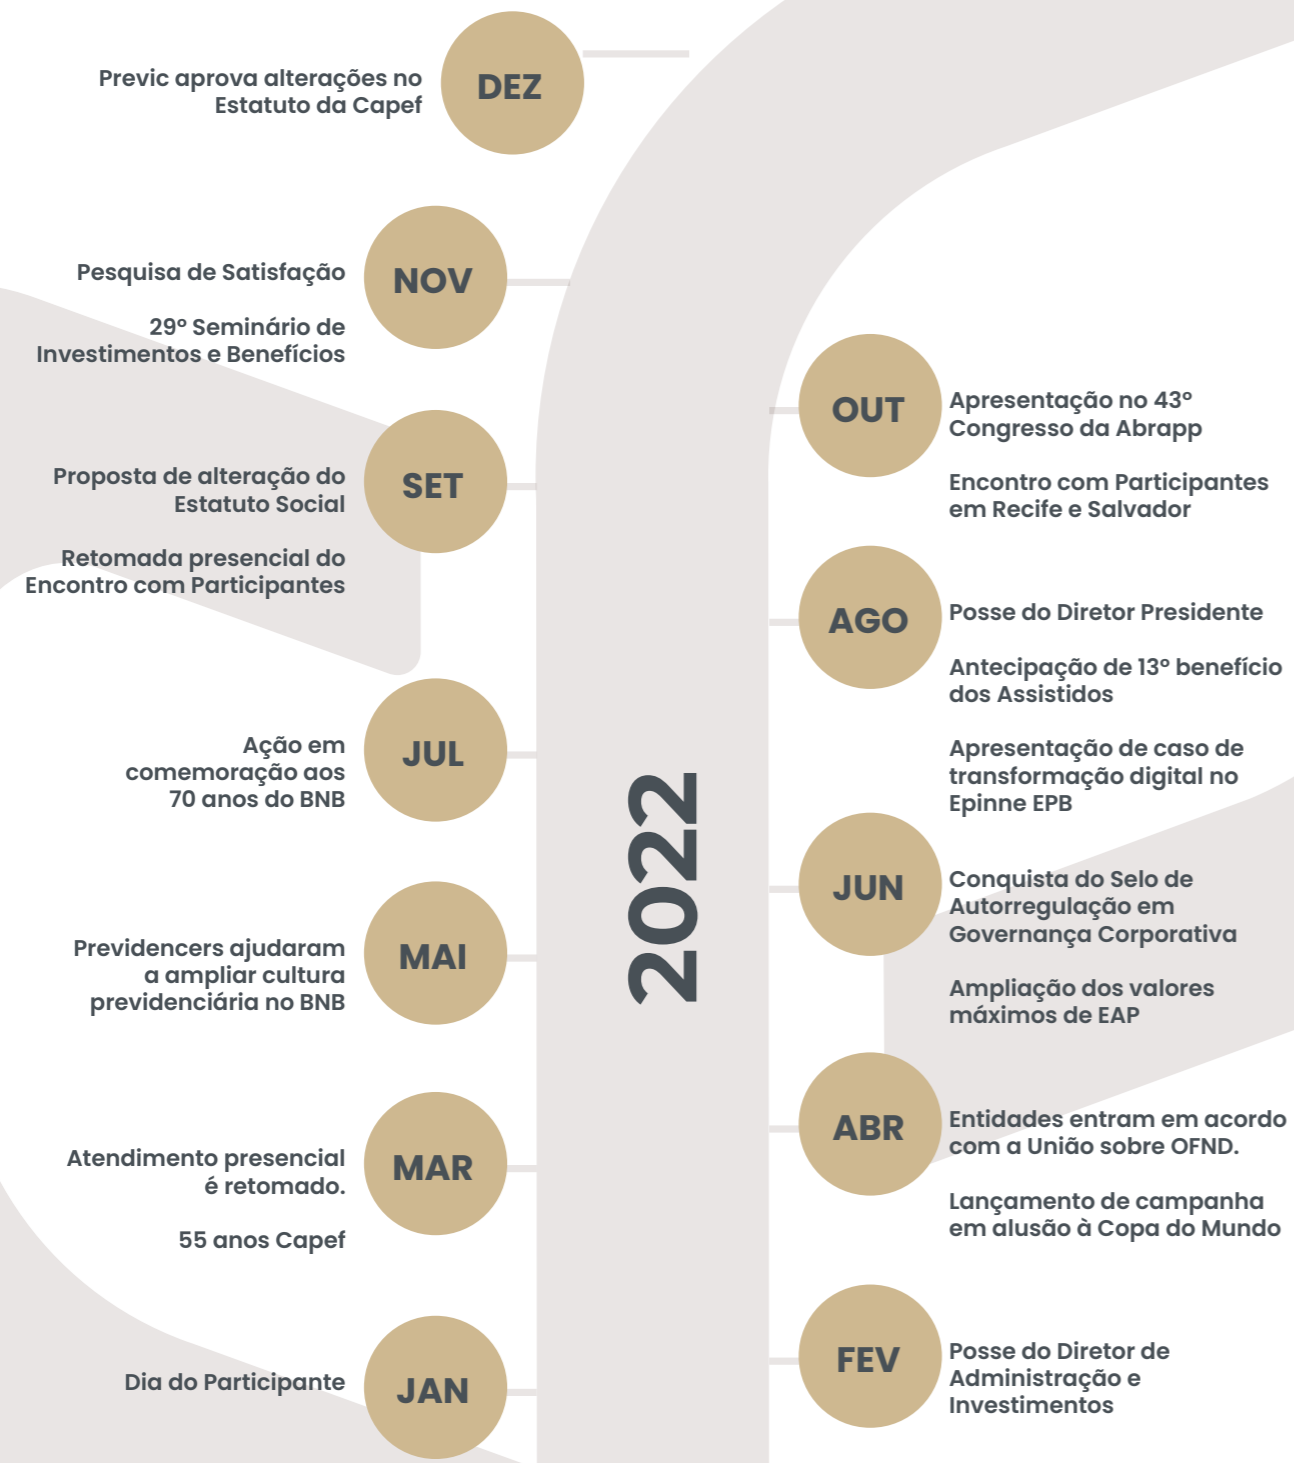 DEZ
Previc aprova alterações no
Estatuto da Capef
NOV
Pesquisa de Satisfação
29º Seminário de
Investimentos e Benefícios
OUT
Apresentação no 43º
Congresso da Abrapp
Encontro com Participantes
em Recife e Salvador
SET
Proposta de alteração do
Estatuto Social
Retomada presencial do
Encontro com Participantes
AGO
Posse do Diretor Presidente
Antecipação de 13º benefício
dos Assistidos
Apresentação de caso de
transformação digital no
Epinne EPB
JUL
Ação em
comemoração aos
70 anos do BNB
2022
JUN
Conquista do Selo de
Autorregulação em
Governança Corporativa
Ampliação dos valores
máximos de EAP
MAI
Previdencers ajudaram
a ampliar cultura
previdenciária no BNB
ABR
Entidades entram em acordo
com a União sobre OFND.
Lançamento de campanha
em alusão à Copa do Mundo
MAR
Atendimento presencial
é retomado.
55 anos Capef
FEV
Posse do Diretor de
Administração e
Investimentos
JAN
Dia do Participante